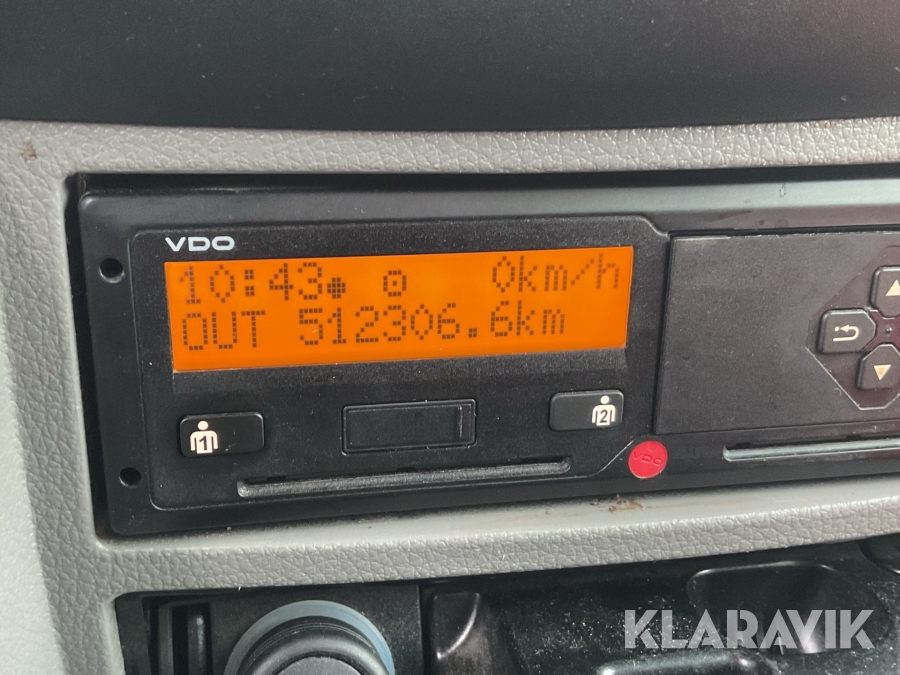 VDO
10:43 0km/h
OUT 512306.6km
1
2
VDO
KLARAVIK